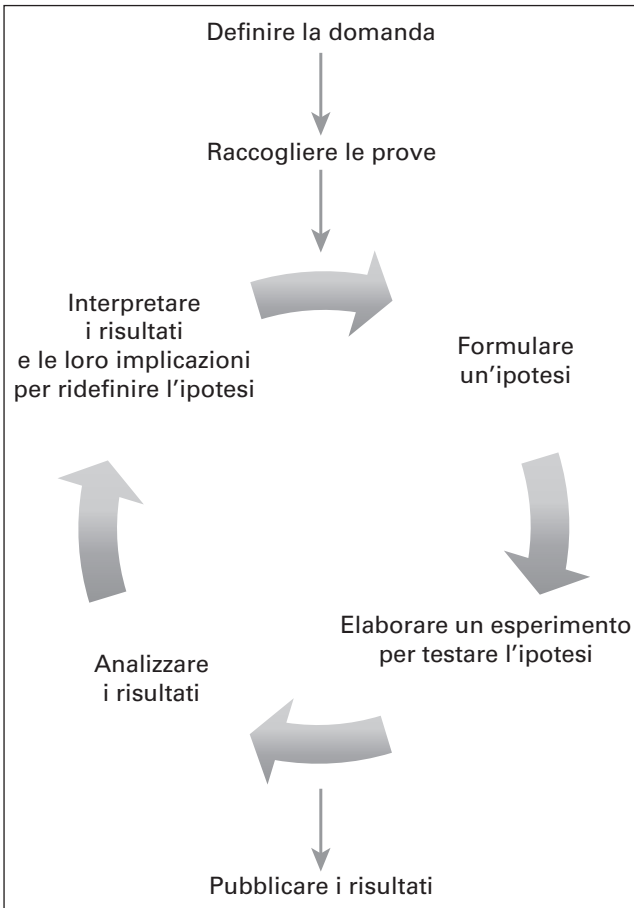 Definire la domanda
Raccogliere le prove
Interpretare
i risultati
e le loro implicazioni
per ridefinire l'ipotesi
Formulare
un'ipotesi
Elaborare un esperimento
per testare l'ipotesi
Analizzare
i risultati
Pubblicare i risultati